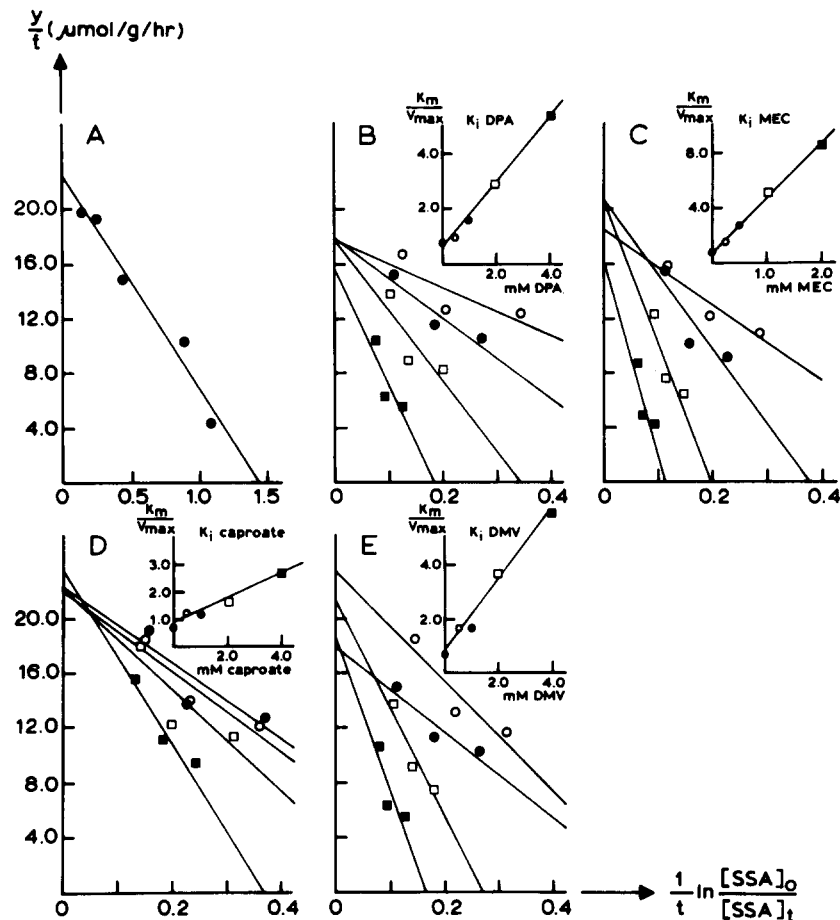 y/t (μmol/g/hr)
A
20.0
16.0
12.0
8.0
4.0
0 0.5 1.0 1.5
B
Km/Vmax
Ki DPA
4.0
2.0
0 2.0 4.0
mM DPA
0 0.2 0.4
C
Km/Vmax
Ki MEC
8.0
4.0
0 1.0 2.0
mM MEC
0 0.2 0.4
D
Km/Vmax
Ki caproate
3.0
2.0
1.0
0 2.0 4.0
mM caproate
20.0
16.0
12.0
8.0
4.0
0 0.2 0.4
E
Km/Vmax
Ki DMV
4.0
2.0
0 2.0 4.0
mM DMV
0 0.2 0.4
1/t ln [SSA]o/[SSA]t